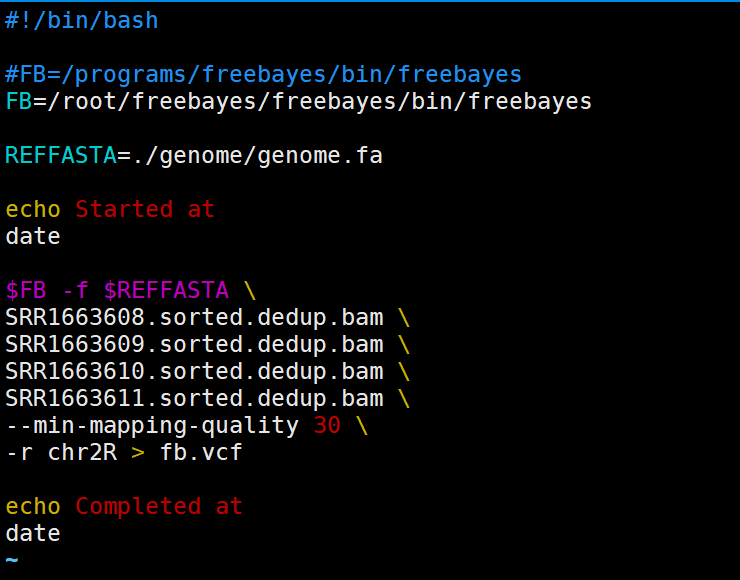 #!/bin/bash
#FB=/programs/freebayes/bin/freebayes
FB=/root/freebayes/freebayes/bin/freebayes
REFFASTA=./genome/genome.fa
echo Started at
date
$FB -f $REFFASTA \
SRR1663608.sorted.dedup.bam \
SRR1663609.sorted.dedup.bam \
SRR1663610.sorted.dedup.bam \
SRR1663611.sorted.dedup.bam \
--min-mapping-quality 30 \
-r chr2R > fb.vcf
echo Completed at
date
~